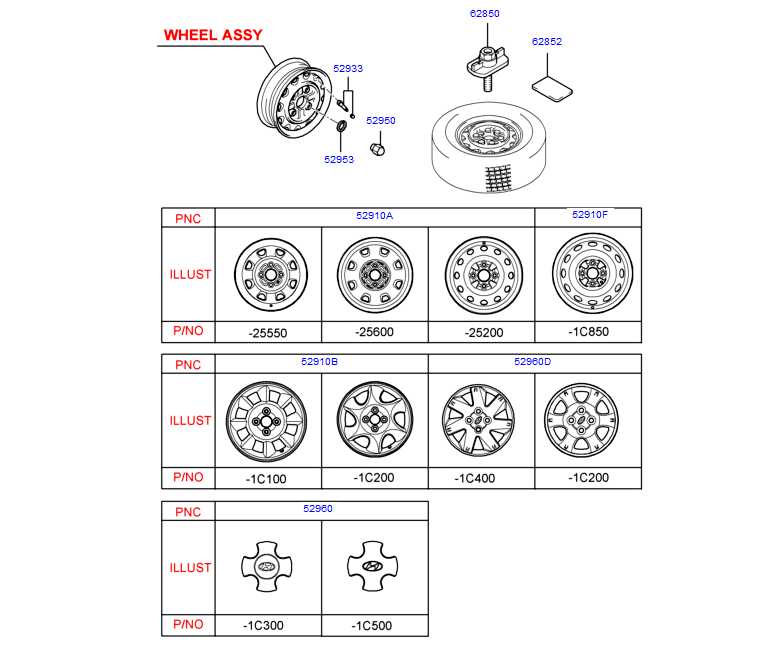 62850
WHEEL ASSY
62852
52933
52950
52953
PNC 52910A 52910F
ILLUST
P/NO -25550 -25600 -25200 -1C850
PNC 52910B 52960D
ILLUST
P/NO -1C100 -1C200 -1C400 -1C200
PNC 52960
ILLUST
P/NO -1C300 -1C500